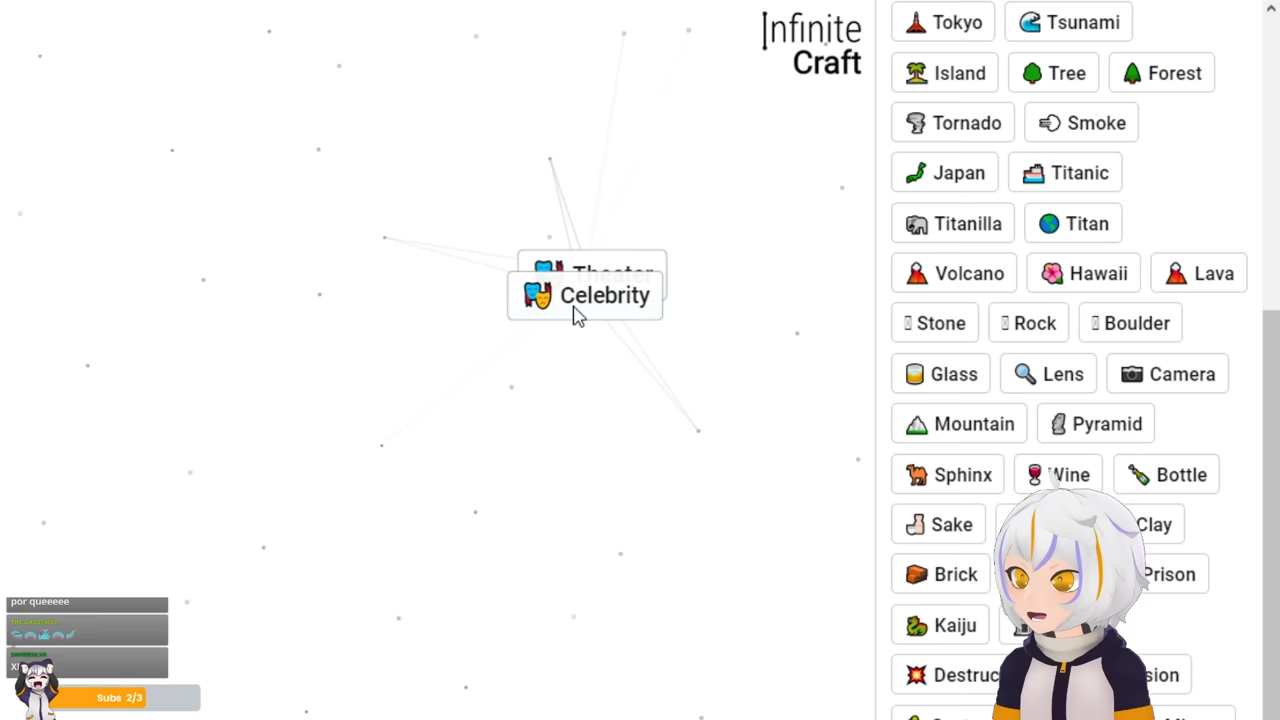 Infinite
Craft
Tokyo Tsunami
Island Tree Forest
Tornado Smoke
Japan Titanic
Titanilla Titan
Volcano Hawaii Lava
Stone Rock Boulder
Glass Lens Camera
Mountain Pyramid
Sphinx Wine Bottle
Sake Clay
Brick Prison
Kaiju
Theater
Celebrity
por queeeee
Subs 2/3